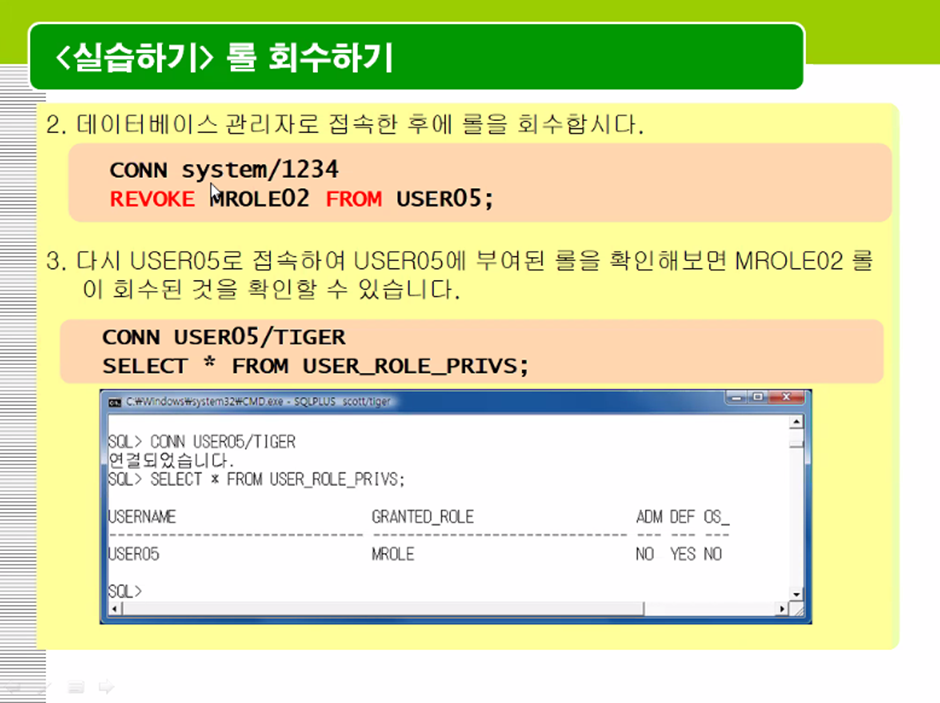 <실습하기> 롤 회수하기
2. 데이터베이스 관리자로 접속한 후에 롤을 회수합시다.
CONN system/1234
REVOKE MROLE02 FROM USER05;
3. 다시 USER05로 접속하여 USER05에 부여된 롤을 확인해보면 MROLE02 롤
이 회수된 것을 확인할 수 있습니다.
CONN USER05/TIGER
SELECT * FROM USER_ROLE_PRIVS;
C:₩Windows₩system32₩CMD.exe - SQLPLUS scott/tiger
SQL> CONN USER05/TIGER
연결되었습니다.
SQL> SELECT * FROM USER_ROLE_PRIVS;
USERNAME GRANTED_ROLE ADM DEF OS_
------------------------------ ------------------------------ --- --- ---
USER05 MROLE NO YES NO
SQL>